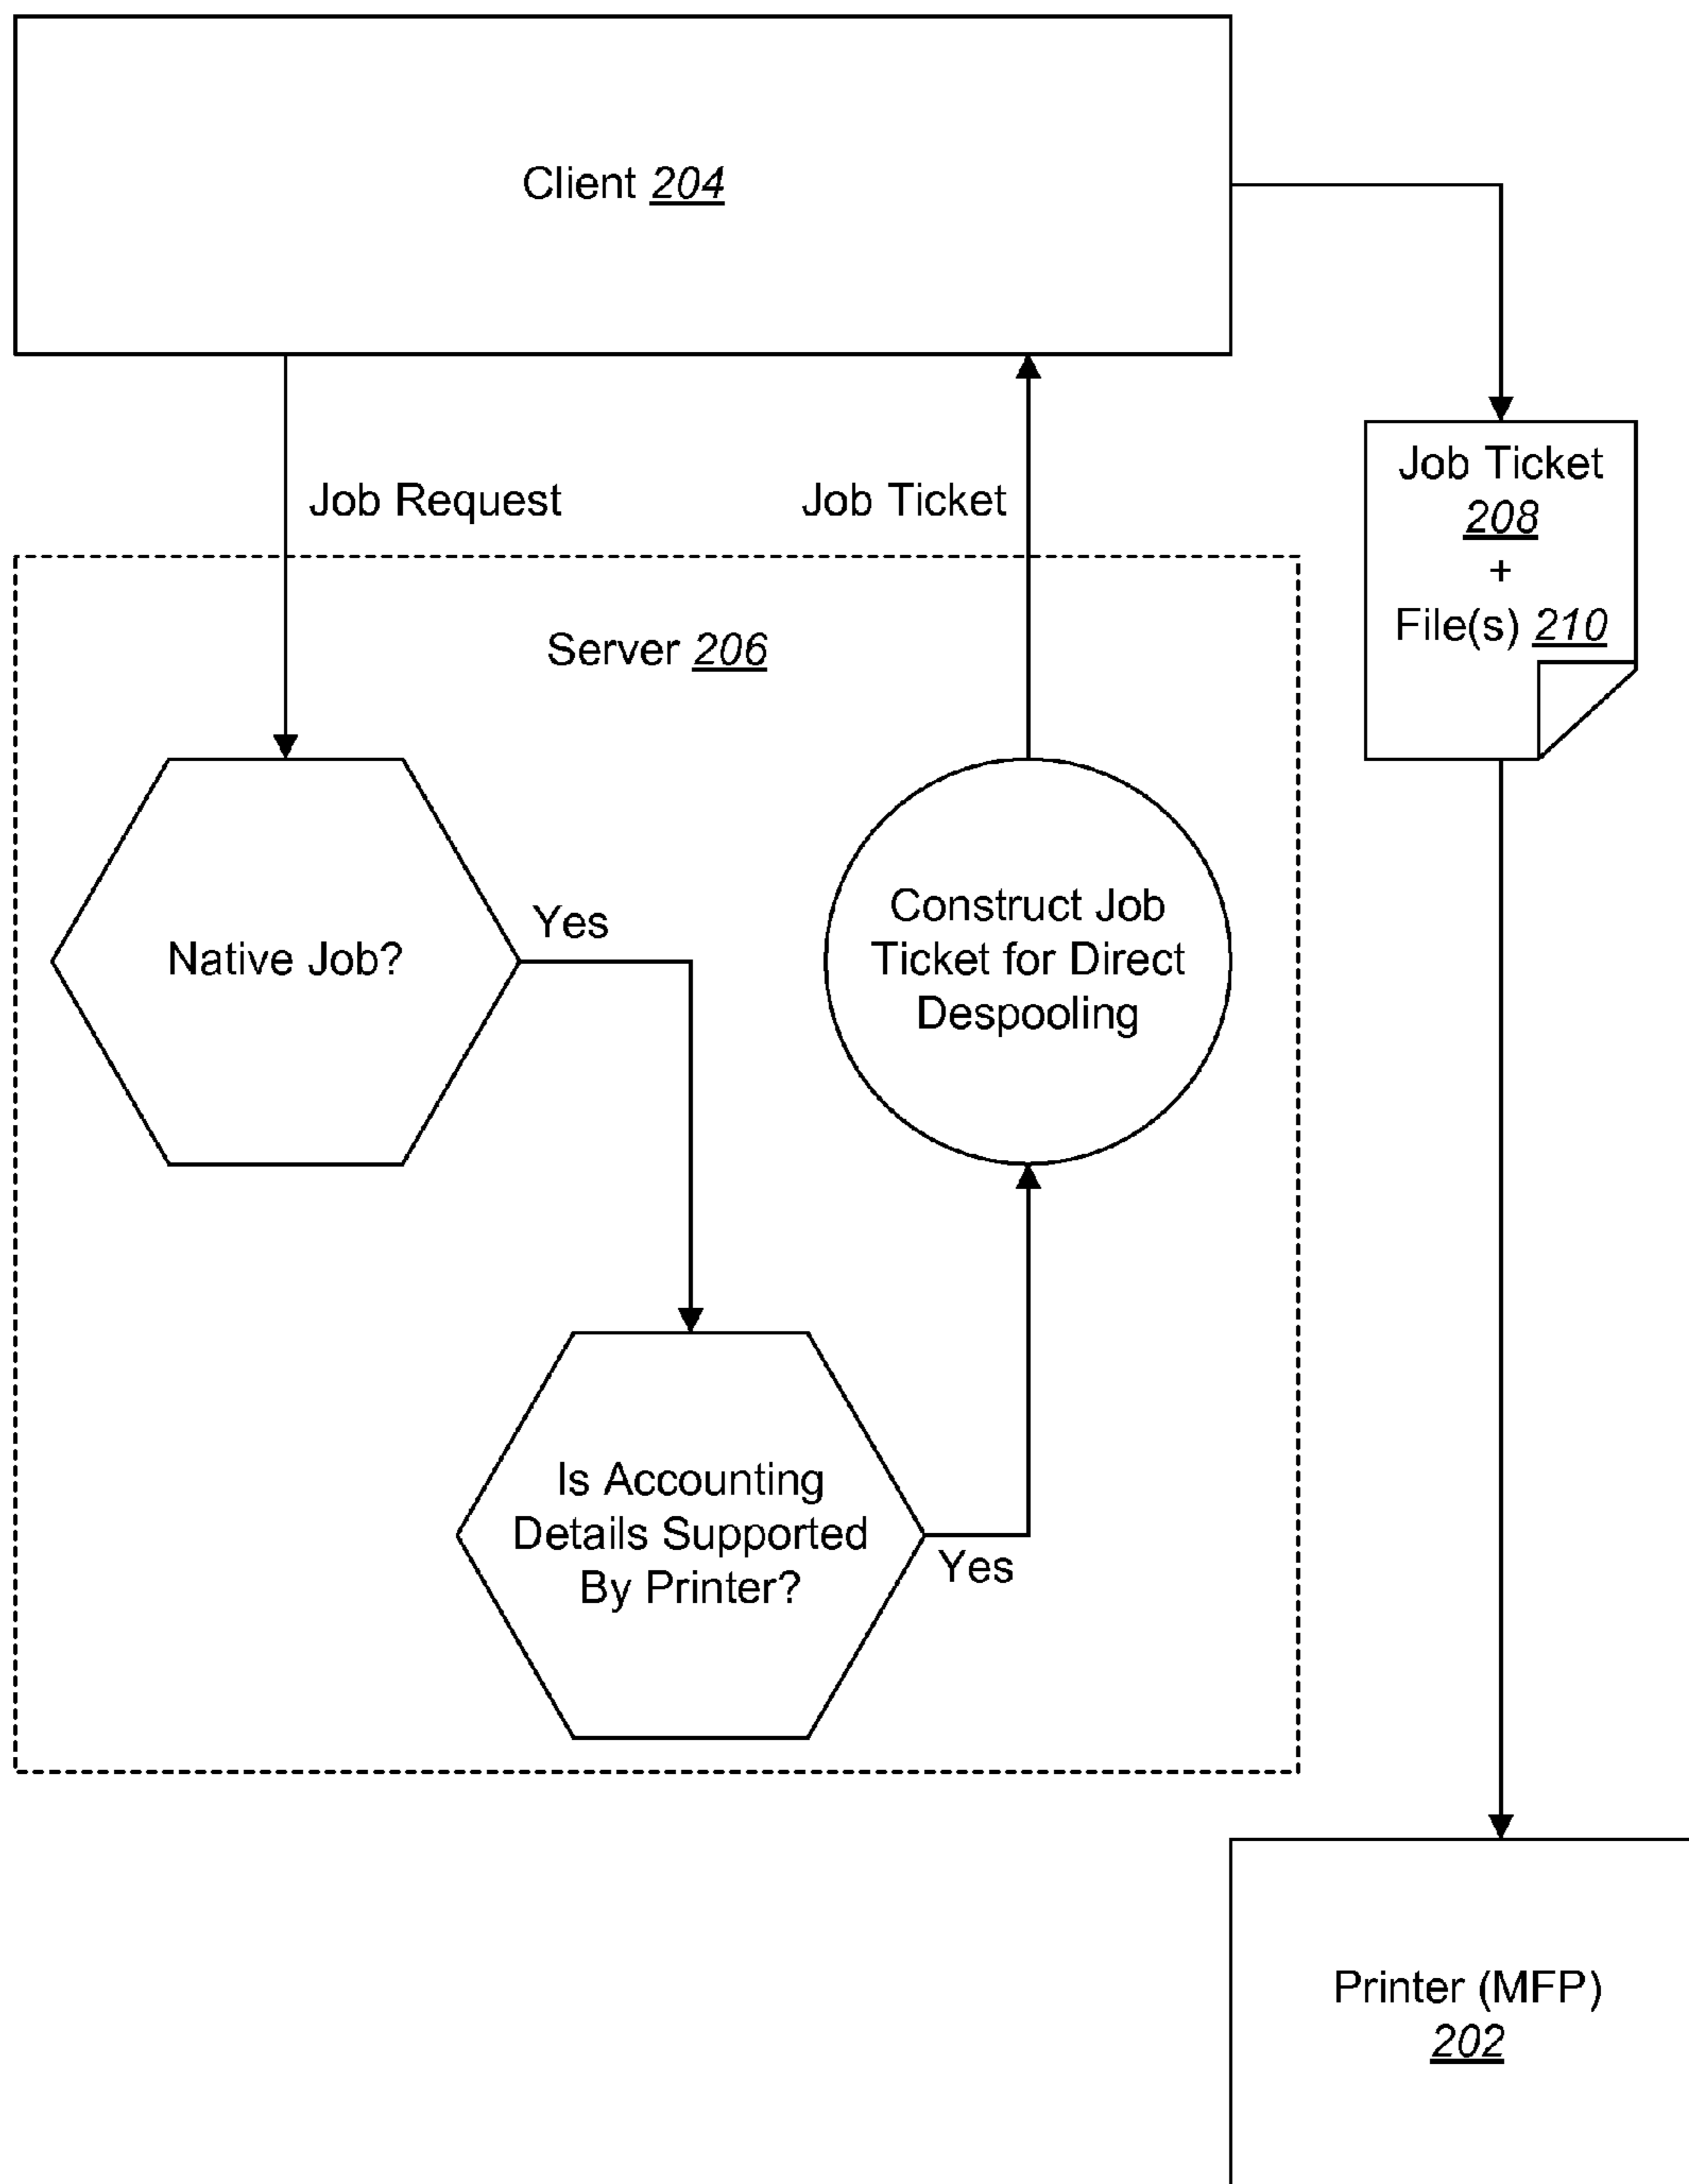 Client 204
Job Request
Job Ticket
Job Ticket
208
+
File(s) 210
Server 206
Native Job?
Yes
Construct Job
Ticket for Direct
Despooling
Is Accounting
Details Supported
By Printer?
Yes
Printer (MFP)
202